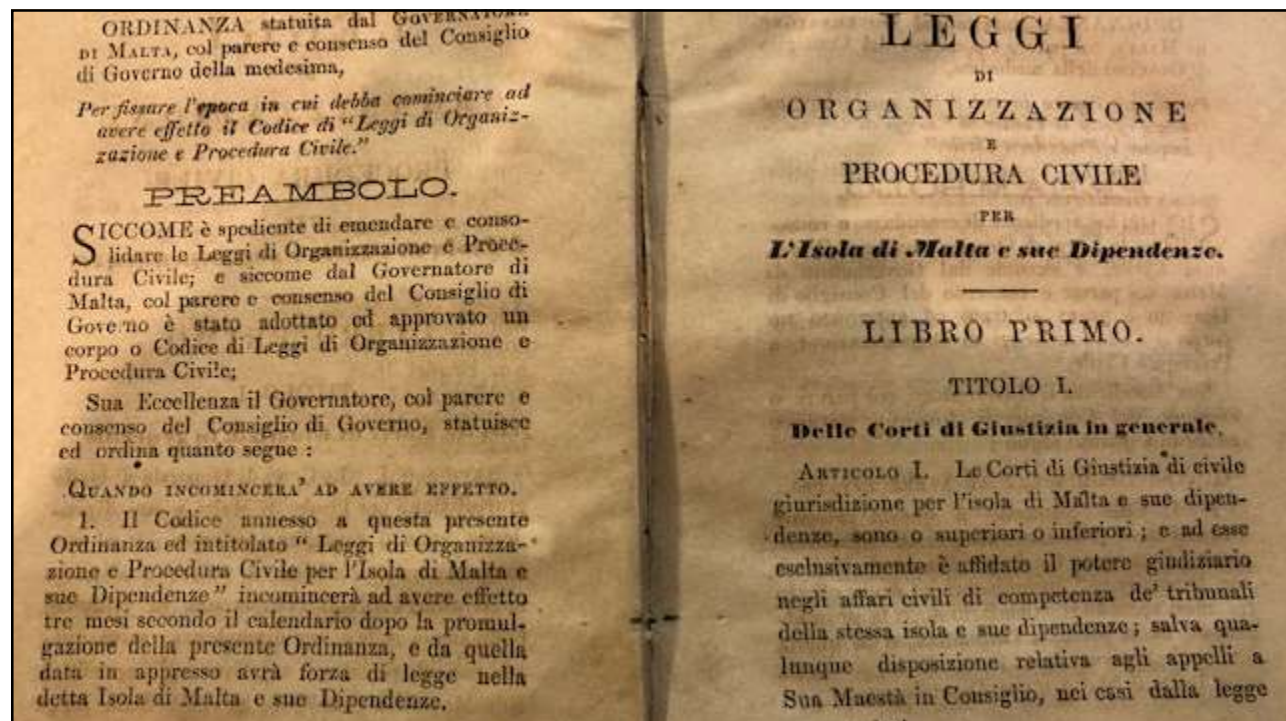 ORDINANZA statuita dal GOVERNATORE
DI MALTA, col parere e consenso del Consiglio
di Governo della medesima,
Per fissare l'epoca in cui debba cominciare ad
avere effetto il Codice di “Leggi di Organiz-
zazione e Procedura Civile.”
PREAMBOLO.
SICCOME è spediente di emendare e conso-
lidare le Leggi di Organizzazione e Proce-
dura Civile; e siccome dal Governatore di
Malta, col parere e consenso del Consiglio di
Governo è stato adottato ed approvato un
corpo o Codice di Leggi di Organizzazione e
Procedura Civile;
Sua Eccellenza il Governatore, col parere e
consenso del Consiglio di Governo, statuisce
ed ordina quanto segue :
QUANDO INCOMINCERA' AD AVERE EFFETTO.
1. Il Codice annesso a questa presente
Ordinanza ed intitolato “ Leggi di Organizza-
zione e Procedura Civile per l'Isola di Malta e
sue Dipendenze ” incomincerà ad avere effetto
tre mesi secondo il calendario dopo la promul-
gazione della presente Ordinanza, e da quella
data in appresso avrà forza di legge nella
detta Isola di Malta e sue Dipendenze.
LEGGI
DI
ORGANIZZAZIONE
E
PROCEDURA CIVILE
PER
L'Isola di Malta e sue Dipendenze.
LIBRO PRIMO.
TITOLO I.
Delle Corti di Giustizia in generale.
ARTICOLO I. Le Corti di Giustizia di civile
giurisdizione per l'isola di Malta e sue dipen-
denze, sono o superiori o inferiori ; e ad esse
esclusivamente è affidato il potere giudiziario
negli affari civili di competenza de' tribunali
della stessa isola e sue dipendenze ; salva qua-
lunque disposizione relativa agli appelli a
Sua Maestà in Consiglio, nei casi dalla legge